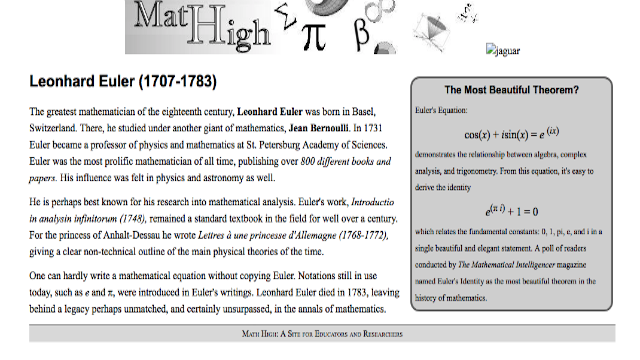 Mat High Σ π β
jaguar
Leonhard Euler (1707-1783)
The greatest mathematician of the eighteenth century, Leonhard Euler was born in Basel,
Switzerland. There, he studied under another giant of mathematics, Jean Bernoulli. In 1731
Euler became a professor of physics and mathematics at St. Petersburg Academy of Sciences.
Euler was the most prolific mathematician of all time, publishing over 800 different books and
papers. His influence was felt in physics and astronomy as well.
He is perhaps best known for his research into mathematical analysis. Euler's work, Introductio
in analysin infinitorum (1748), remained a standard textbook in the field for well over a century.
For the princess of Anhalt-Dessau he wrote Lettres à une princesse d'Allemagne (1768-1772),
giving a clear non-technical outline of the main physical theories of the time.
One can hardly write a mathematical equation without copying Euler. Notations still in use
today, such as e and π, were introduced in Euler's writings. Leonhard Euler died in 1783, leaving
behind a legacy perhaps unmatched, and certainly unsurpassed, in the annals of mathematics.
The Most Beautiful Theorem?
Euler's Equation:
cos(x) + isin(x) = e (ix)
demonstrates the relationship between algebra, complex
analysis, and trigonometry. From this equation, it's easy to
derive the identity
e(π i) + 1 = 0
which relates the fundamental constants: 0, 1, pi, e, and i in a
single beautiful and elegant statement. A poll of readers
conducted by The Mathematical Intelligencer magazine
named Euler's Identity as the most beautiful theorem in the
history of mathematics.
Math High: A Site for Educators and Researchers